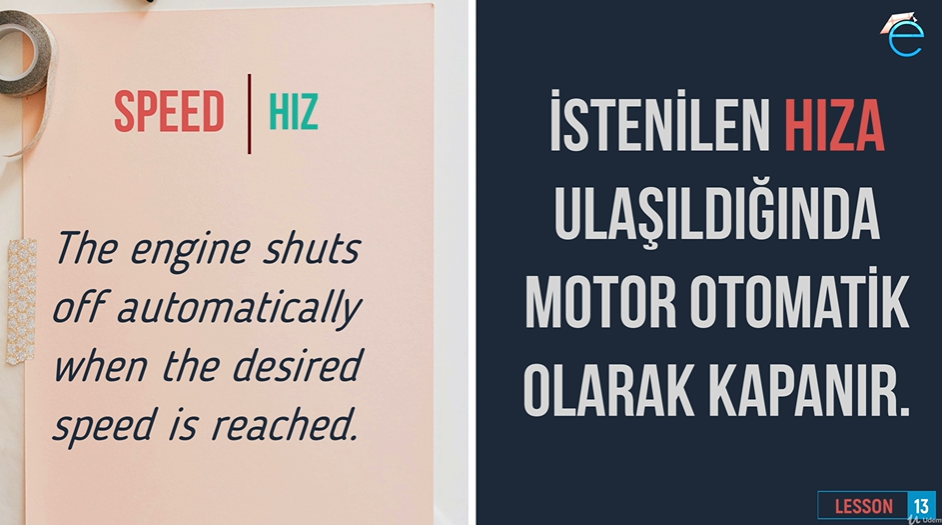 SPEED | HIZ
The engine shuts
off automatically
when the desired
speed is reached.
e
İSTENİLEN HIZA
ULAŞILDIĞINDA
MOTOR OTOMATİK
OLARAK KAPANIR.
LESSON 13